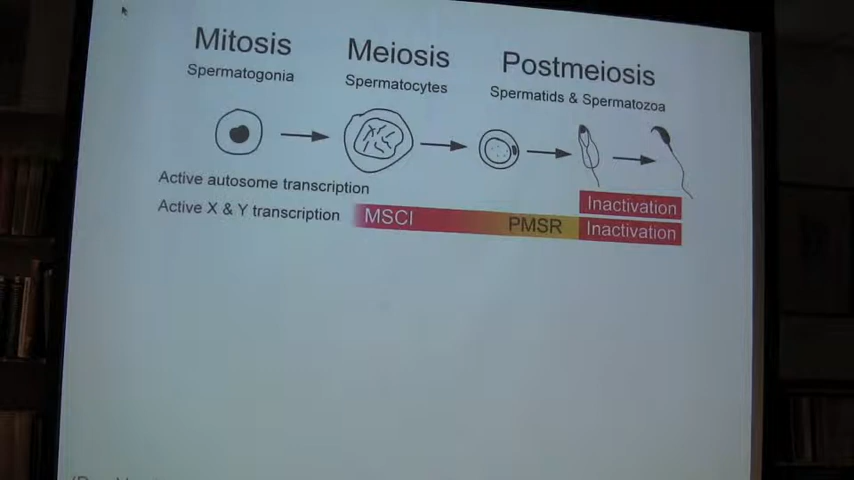 Mitosis Meiosis Postmeiosis
Spermatogonia Spermatocytes Spermatids & Spermatozoa
Active autosome transcription Inactivation
Active X & Y transcription MSCI PMSR Inactivation